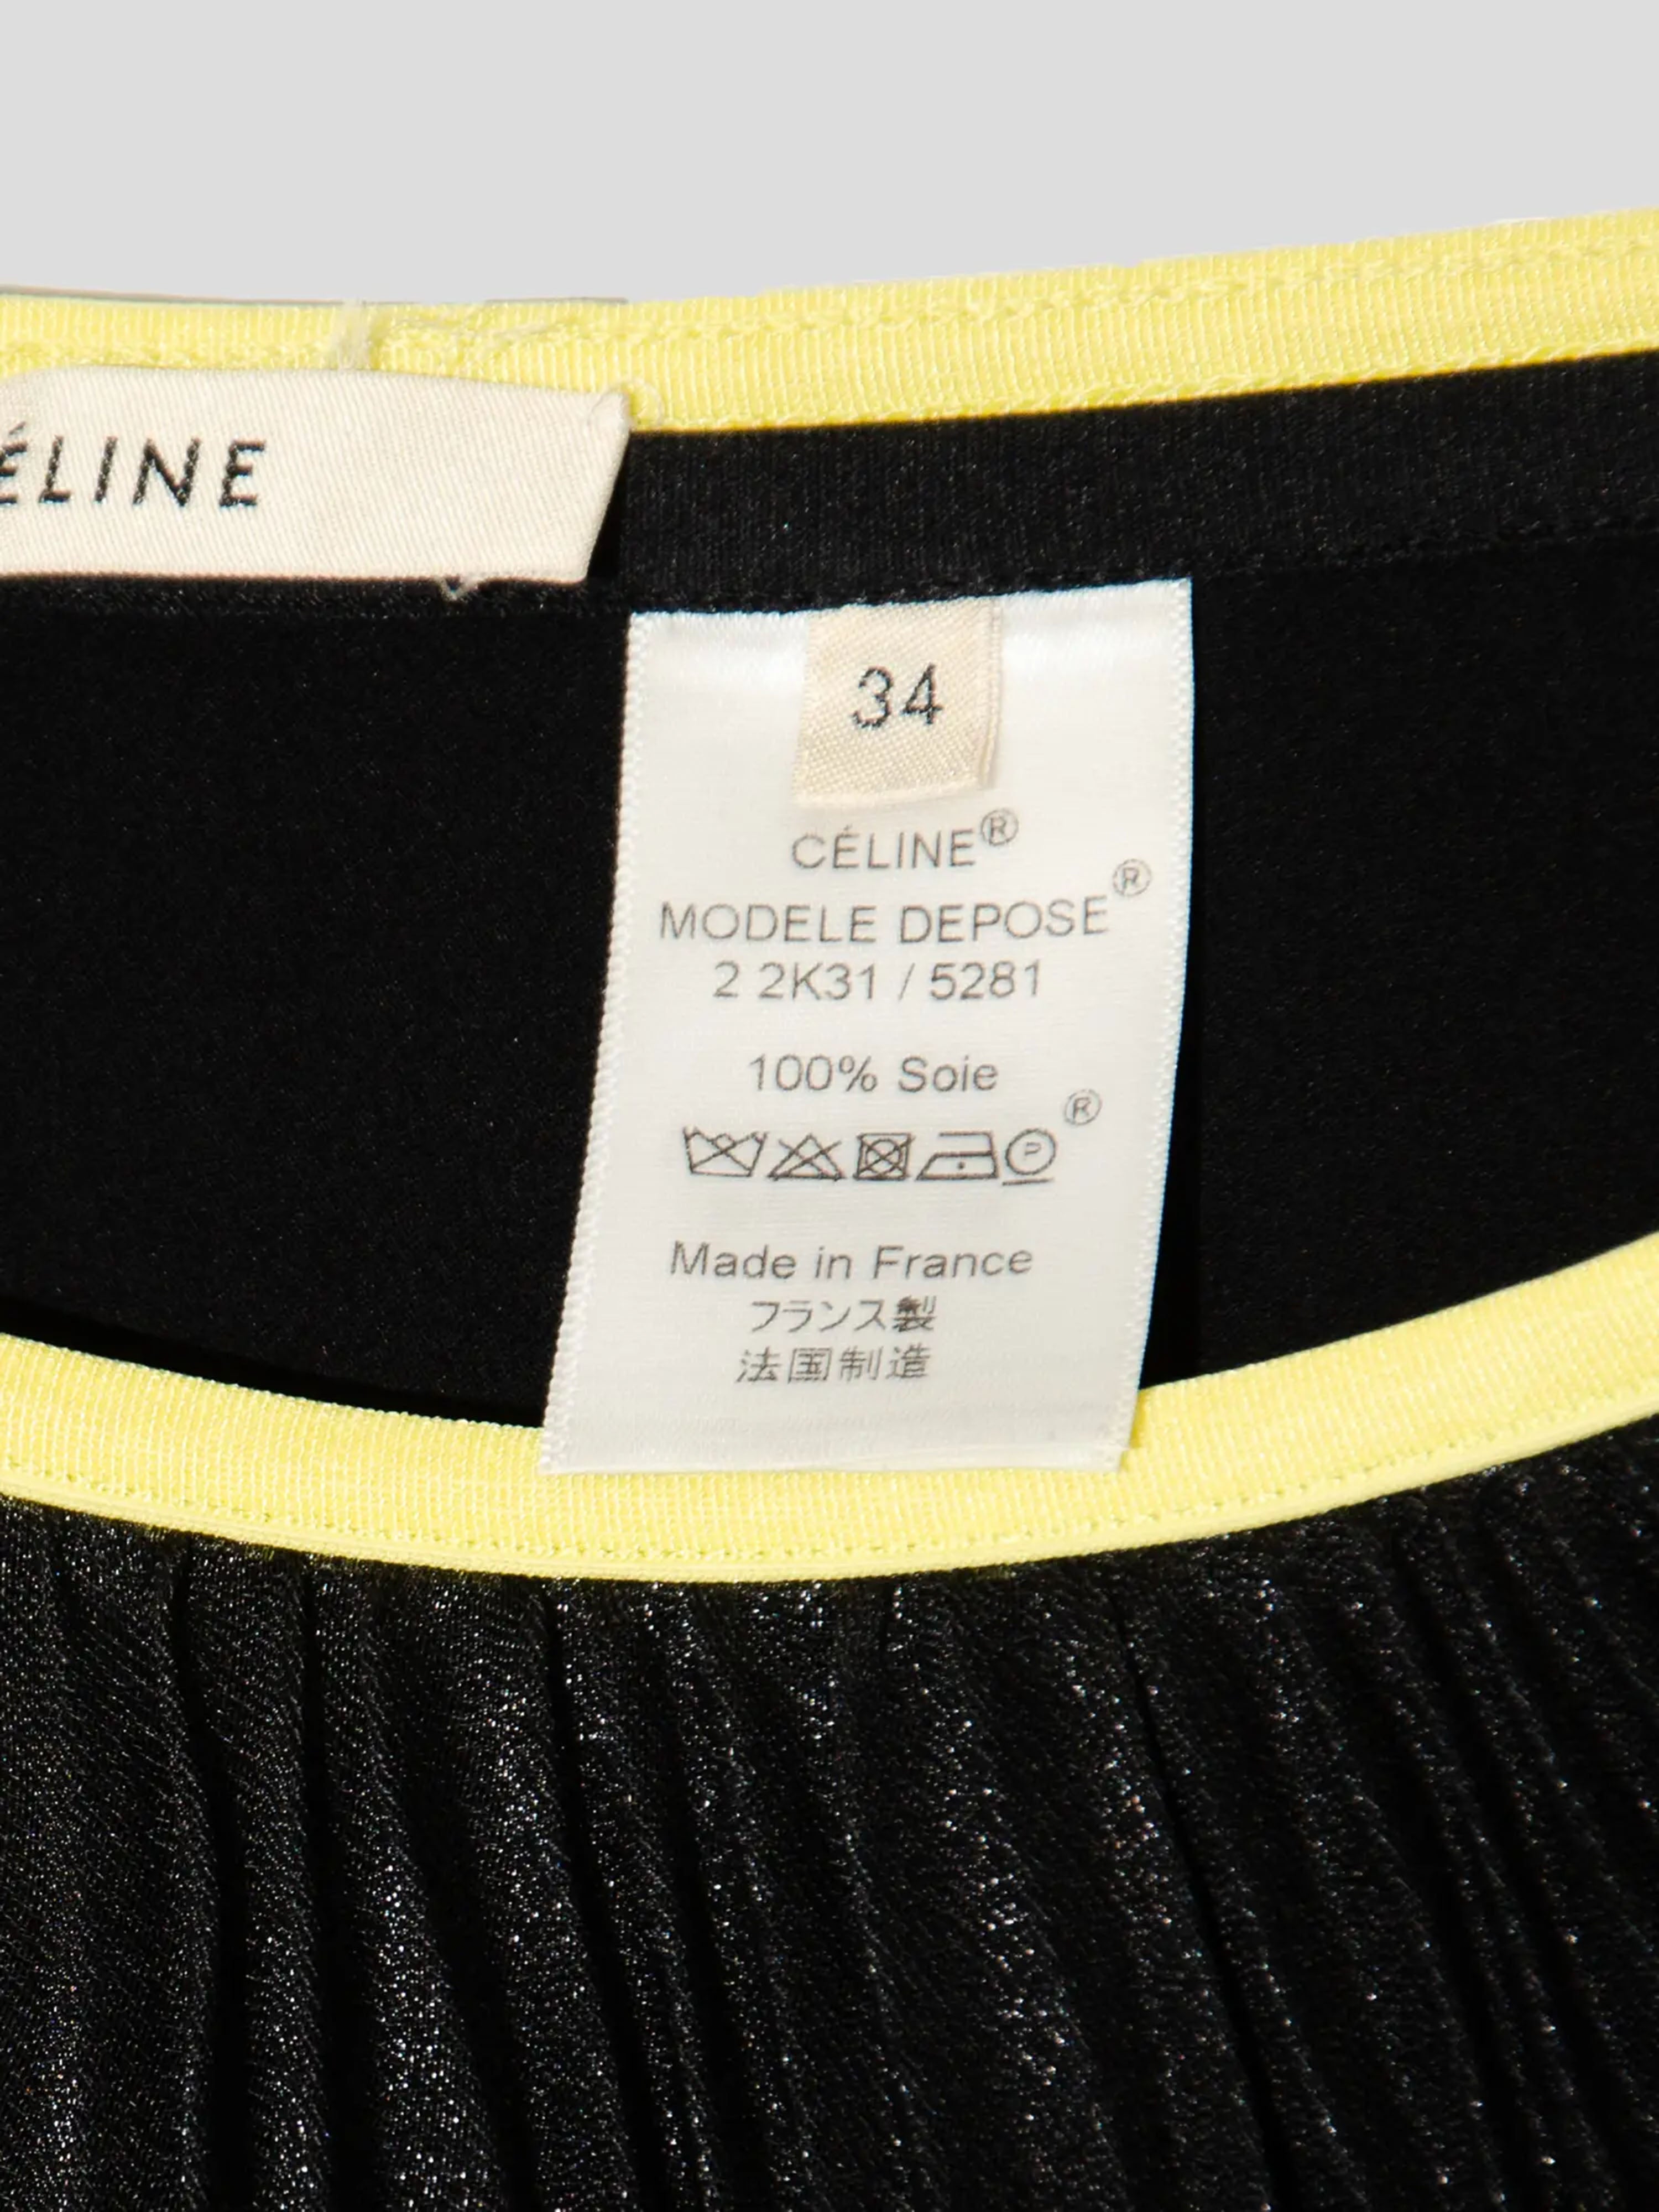 ÉLINE
34
CÉLINE®
MODELE DEPOSE®
2 2K31 / 5281
100% Soie
®
P
Made in France
フランス製
法国制造